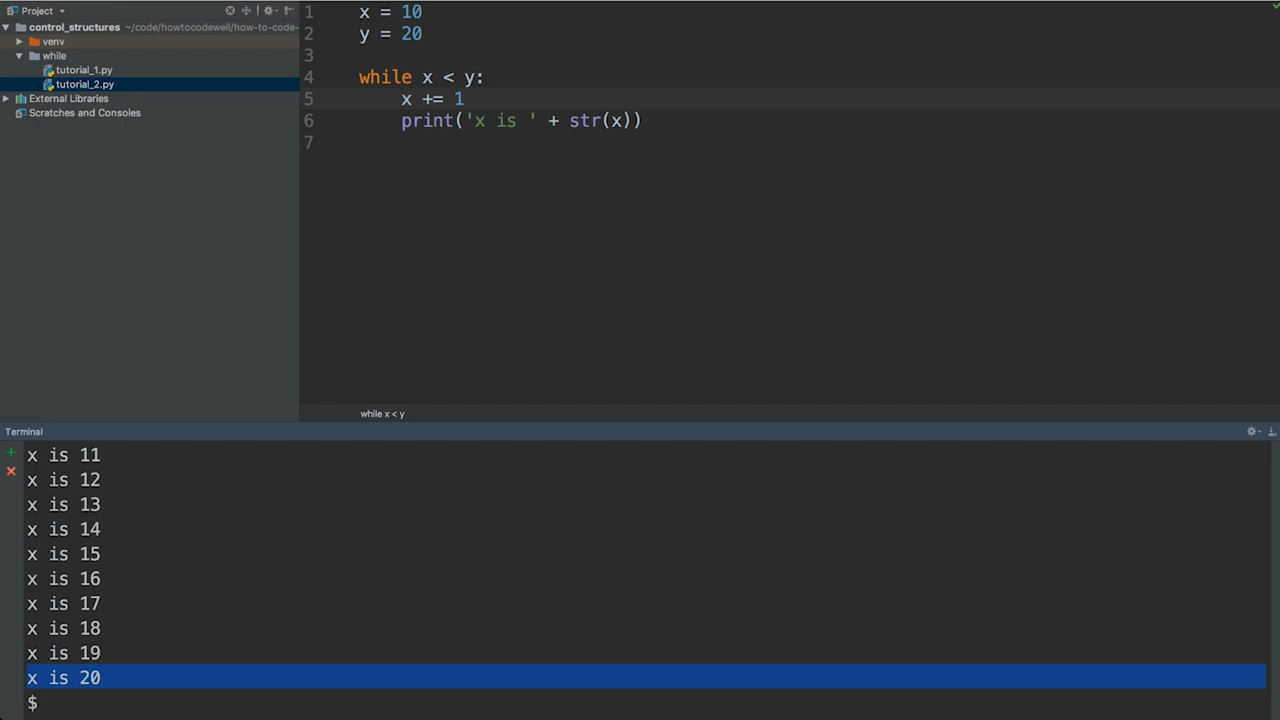 Project
control_structures ~/code/howtocodewell/how-to-code-
venv
while
tutorial_1.py
tutorial_2.py
External Libraries
Scratches and Consoles
1 x = 10
2 y = 20
3
4 while x < y:
5 x += 1
6 print('x is ' + str(x))
7
while x < y
Terminal
x is 11
x is 12
x is 13
x is 14
x is 15
x is 16
x is 17
x is 18
x is 19
x is 20
$